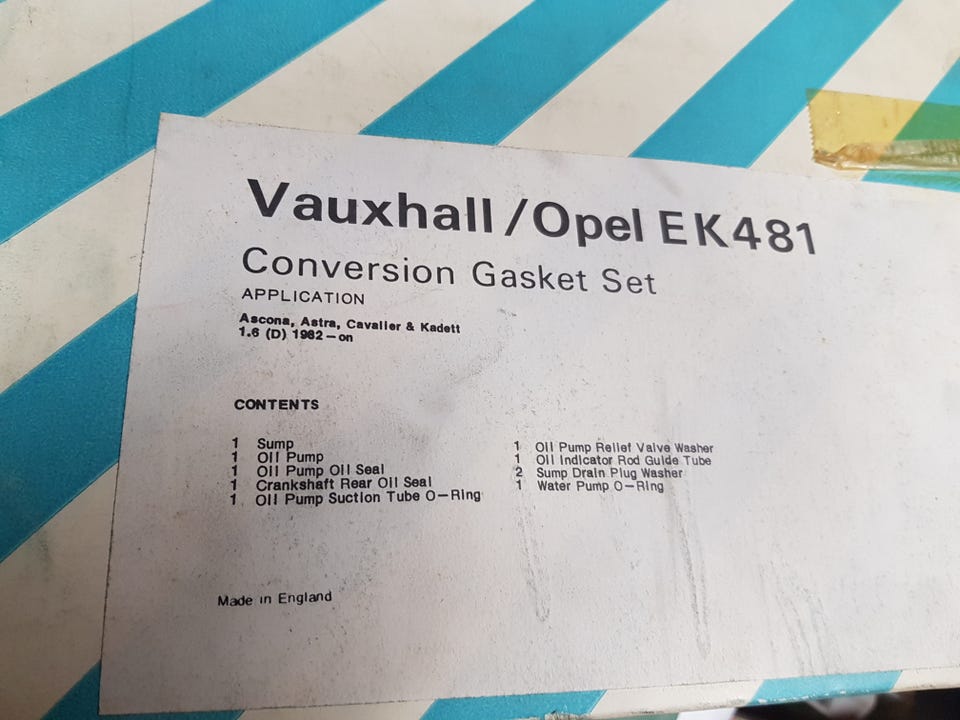 Vauxhall/Opel EK481
Conversion Gasket Set
APPLICATION
Ascona, Astra, Cavalier & Kadett
1.6 (D) 1982-on
CONTENTS
1 Sump
1 Oil Pump
1 Oil Pump Oil Seal
1 Crankshaft Rear Oil Seal
1 Oil Pump Suction Tube O-Ring
1 Oil Pump Relief Valve Washer
1 Oil Indicator Rod Guide Tube
2 Sump Drain Plug Washer
1 Water Pump O-Ring
Made in England